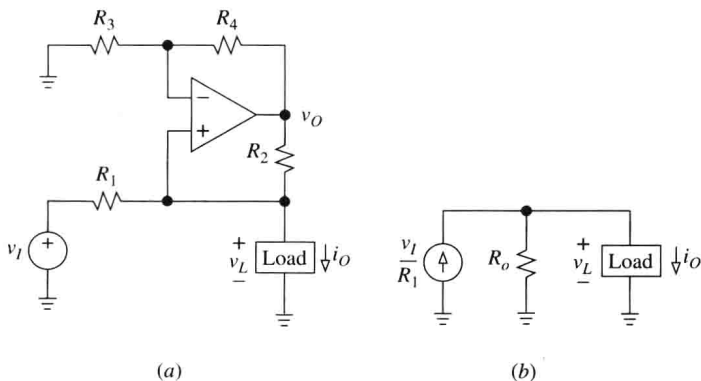 R3
R4
−
+
vO
R2
R1
vI
+
+
vL
−
Load
iO
vI
R1
Ro
+
vL
−
Load
iO
(a)
(b)